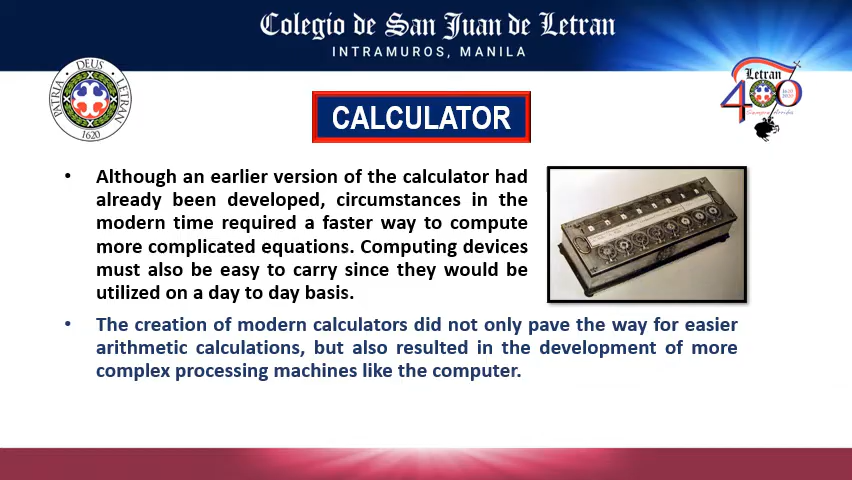 Colegio de San Juan de Letran
INTRAMUROS, MANILA
DEUS
PATRIA
LETRAN
1620
Letran
400
CALCULATOR
• Although an earlier version of the calculator had
already been developed, circumstances in the
modern time required a faster way to compute
more complicated equations. Computing devices
must also be easy to carry since they would be
utilized on a day to day basis.
• The creation of modern calculators did not only pave the way for easier
arithmetic calculations, but also resulted in the development of more
complex processing machines like the computer.